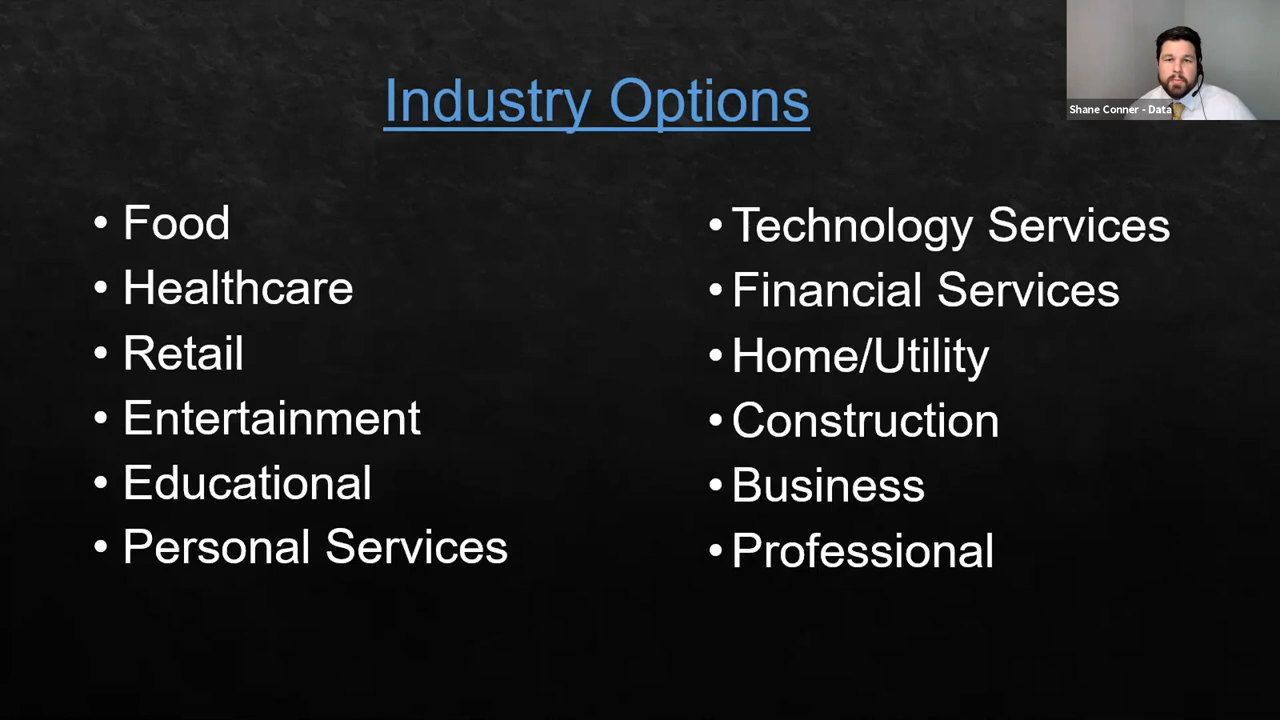 Industry Options
Shane Conner - Data
• Food
• Healthcare
• Retail
• Entertainment
• Educational
• Personal Services
• Technology Services
• Financial Services
• Home/Utility
• Construction
• Business
• Professional